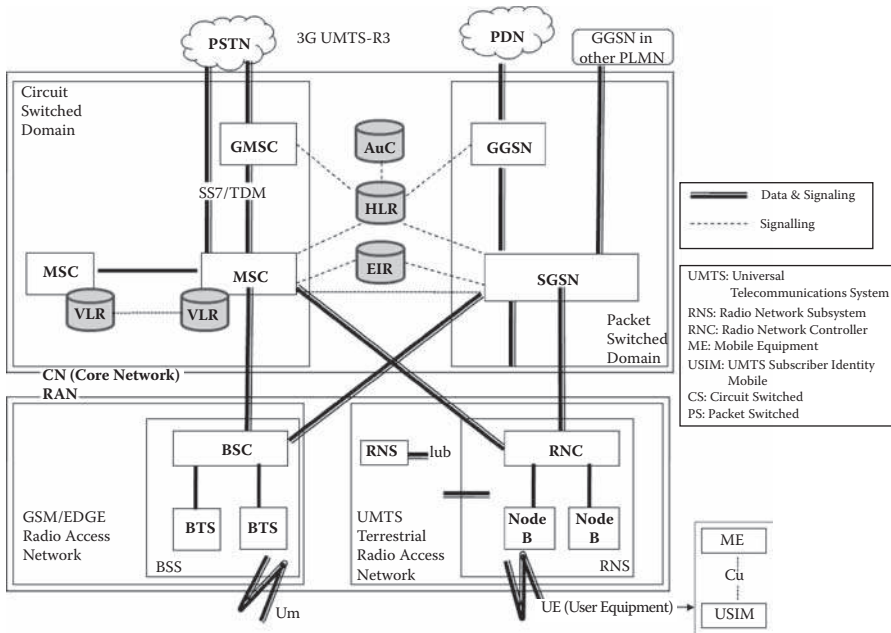 PSTN
3G UMTS-R3
PDN
GGSN in
other PLMN
Circuit
Switched
Domain
GMSC
AuC
GGSN
SS7/TDM
HLR
Data & Signaling
Signalling
MSC
MSC
EIR
SGSN
VLR
VLR
Packet
Switched
Domain
UMTS: Universal
Telecommunications System
RNS: Radio Network Subsystem
RNC: Radio Network Controller
ME: Mobile Equipment
USIM: UMTS Subscriber Identity
Mobile
CS: Circuit Switched
PS: Packet Switched
CN (Core Network)
RAN
BSC
RNS
lub
RNC
GSM/EDGE
Radio Access
Network
BTS
BTS
BSS
UMTS
Terrestrial
Radio Access
Network
Node
B
Node
B
RNS
Um
UE (User Equipment)
ME
Cu
USIM